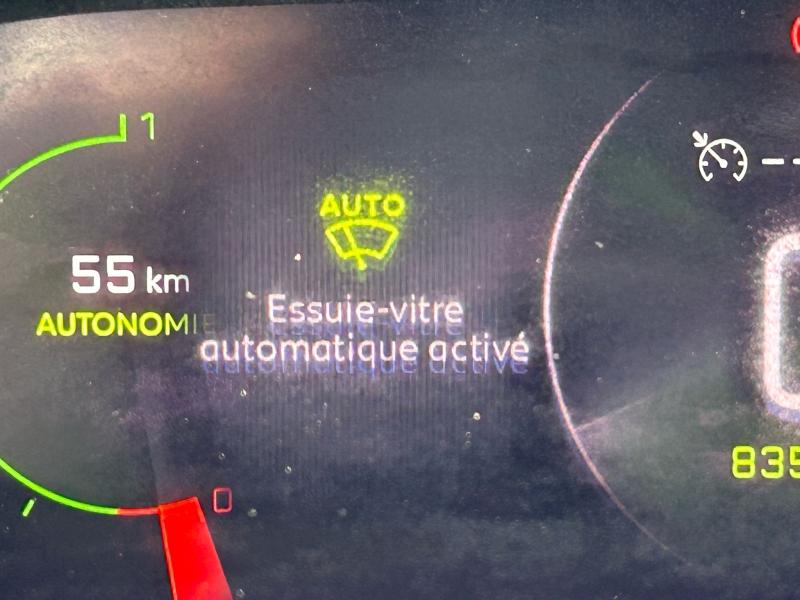 1
AUTO
55 km
AUTONOMIE
Essuie-vitre
automatique activé
0
835